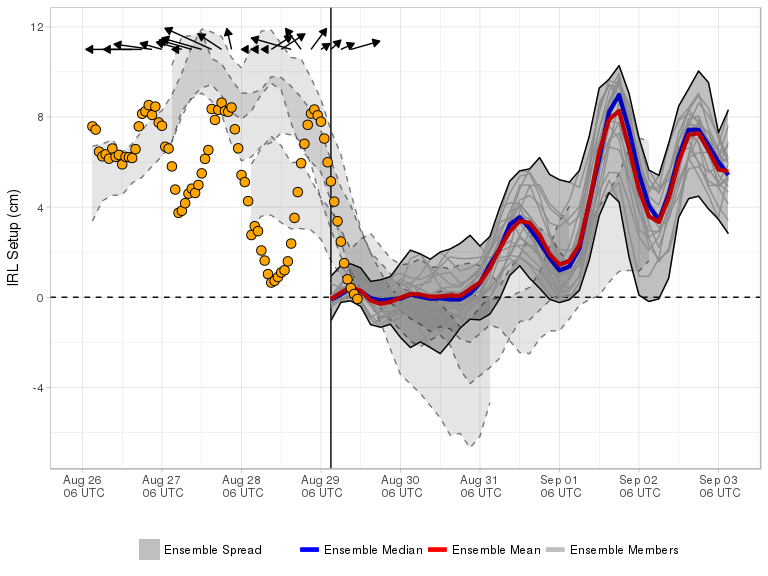 12
8
4
0
-4
IRL Setup (cm)
Aug 26 Aug 27 Aug 28 Aug 29 Aug 30 Aug 31 Sep 01 Sep 02 Sep 03
06 UTC 06 UTC 06 UTC 06 UTC 06 UTC 06 UTC 06 UTC 06 UTC 06 UTC
Ensemble Spread Ensemble Median Ensemble Mean Ensemble Members